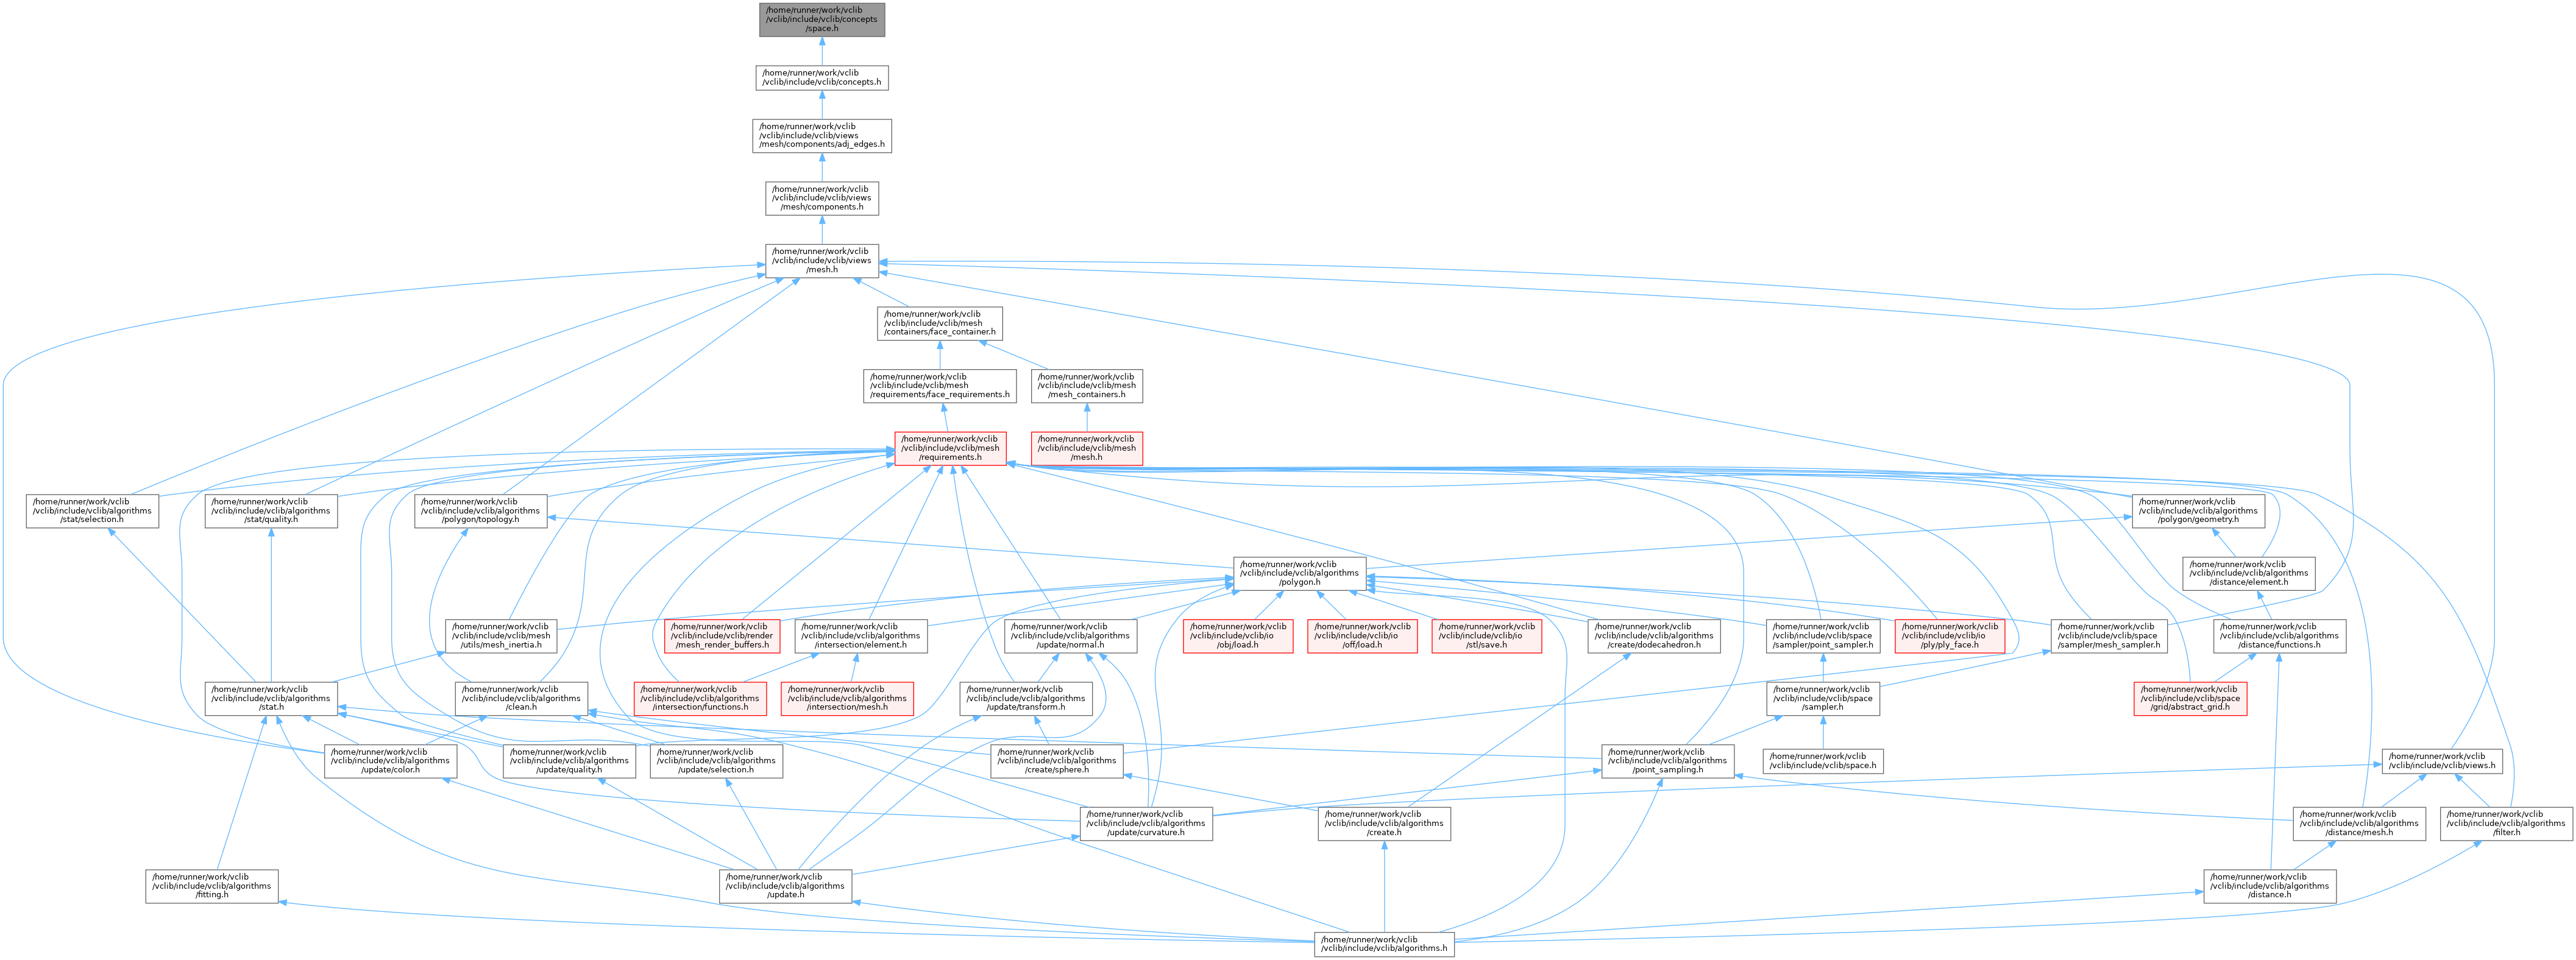 /home/runner/work/vclib
/vclib/include/vclib/concepts
/space.h
/home/runner/work/vclib
/vclib/include/vclib/concepts.h
/home/runner/work/vclib
/vclib/include/vclib/views
/mesh/components/adj_edges.h
/home/runner/work/vclib
/vclib/include/vclib/views
/mesh/components.h
/home/runner/work/vclib
/vclib/include/vclib/views
/mesh.h
/home/runner/work/vclib
/vclib/include/vclib/mesh
/containers/face_container.h
/home/runner/work/vclib
/vclib/include/vclib/mesh
/requirements/face_requirements.h
/home/runner/work/vclib
/vclib/include/vclib/mesh
/mesh_containers.h
/home/runner/work/vclib
/vclib/include/vclib/mesh
/requirements.h
/home/runner/work/vclib
/vclib/include/vclib/mesh
/mesh.h
/home/runner/work/vclib
/vclib/include/vclib/algorithms
/stat/selection.h
/home/runner/work/vclib
/vclib/include/vclib/algorithms
/stat/quality.h
/home/runner/work/vclib
/vclib/include/vclib/algorithms
/polygon/topology.h
/home/runner/work/vclib
/vclib/include/vclib/algorithms
/polygon/geometry.h
/home/runner/work/vclib
/vclib/include/vclib/algorithms
/polygon.h
/home/runner/work/vclib
/vclib/include/vclib/algorithms
/distance/element.h
/home/runner/work/vclib
/vclib/include/vclib/mesh
/utils/mesh_inertia.h
/home/runner/work/vclib
/vclib/include/vclib/render
/mesh_render_buffers.h
/home/runner/work/vclib
/vclib/include/vclib/algorithms
/intersection/element.h
/home/runner/work/vclib
/vclib/include/vclib/algorithms
/update/normal.h
/home/runner/work/vclib
/vclib/include/vclib/io
/obj/load.h
/home/runner/work/vclib
/vclib/include/vclib/io
/off/load.h
/home/runner/work/vclib
/vclib/include/vclib/io
/stl/save.h
/home/runner/work/vclib
/vclib/include/vclib/algorithms
/create/dodecahedron.h
/home/runner/work/vclib
/vclib/include/vclib/space
/sampler/point_sampler.h
/home/runner/work/vclib
/vclib/include/vclib/io
/ply/ply_face.h
/home/runner/work/vclib
/vclib/include/vclib/space
/sampler/mesh_sampler.h
/home/runner/work/vclib
/vclib/include/vclib/algorithms
/distance/functions.h
/home/runner/work/vclib
/vclib/include/vclib/algorithms
/stat.h
/home/runner/work/vclib
/vclib/include/vclib/algorithms
/clean.h
/home/runner/work/vclib
/vclib/include/vclib/algorithms
/intersection/functions.h
/home/runner/work/vclib
/vclib/include/vclib/algorithms
/intersection/mesh.h
/home/runner/work/vclib
/vclib/include/vclib/algorithms
/update/transform.h
/home/runner/work/vclib
/vclib/include/vclib/space
/sampler.h
/home/runner/work/vclib
/vclib/include/vclib/space
/grid/abstract_grid.h
/home/runner/work/vclib
/vclib/include/vclib/algorithms
/update/color.h
/home/runner/work/vclib
/vclib/include/vclib/algorithms
/update/quality.h
/home/runner/work/vclib
/vclib/include/vclib/algorithms
/update/selection.h
/home/runner/work/vclib
/vclib/include/vclib/algorithms
/create/sphere.h
/home/runner/work/vclib
/vclib/include/vclib/algorithms
/point_sampling.h
/home/runner/work/vclib
/vclib/include/vclib/space.h
/home/runner/work/vclib
/vclib/include/vclib/views.h
/home/runner/work/vclib
/vclib/include/vclib/algorithms
/update/curvature.h
/home/runner/work/vclib
/vclib/include/vclib/algorithms
/create.h
/home/runner/work/vclib
/vclib/include/vclib/algorithms
/distance/mesh.h
/home/runner/work/vclib
/vclib/include/vclib/algorithms
/filter.h
/home/runner/work/vclib
/vclib/include/vclib/algorithms
/fitting.h
/home/runner/work/vclib
/vclib/include/vclib/algorithms
/update.h
/home/runner/work/vclib
/vclib/include/vclib/algorithms
/distance.h
/home/runner/work/vclib
/vclib/include/vclib/algorithms.h